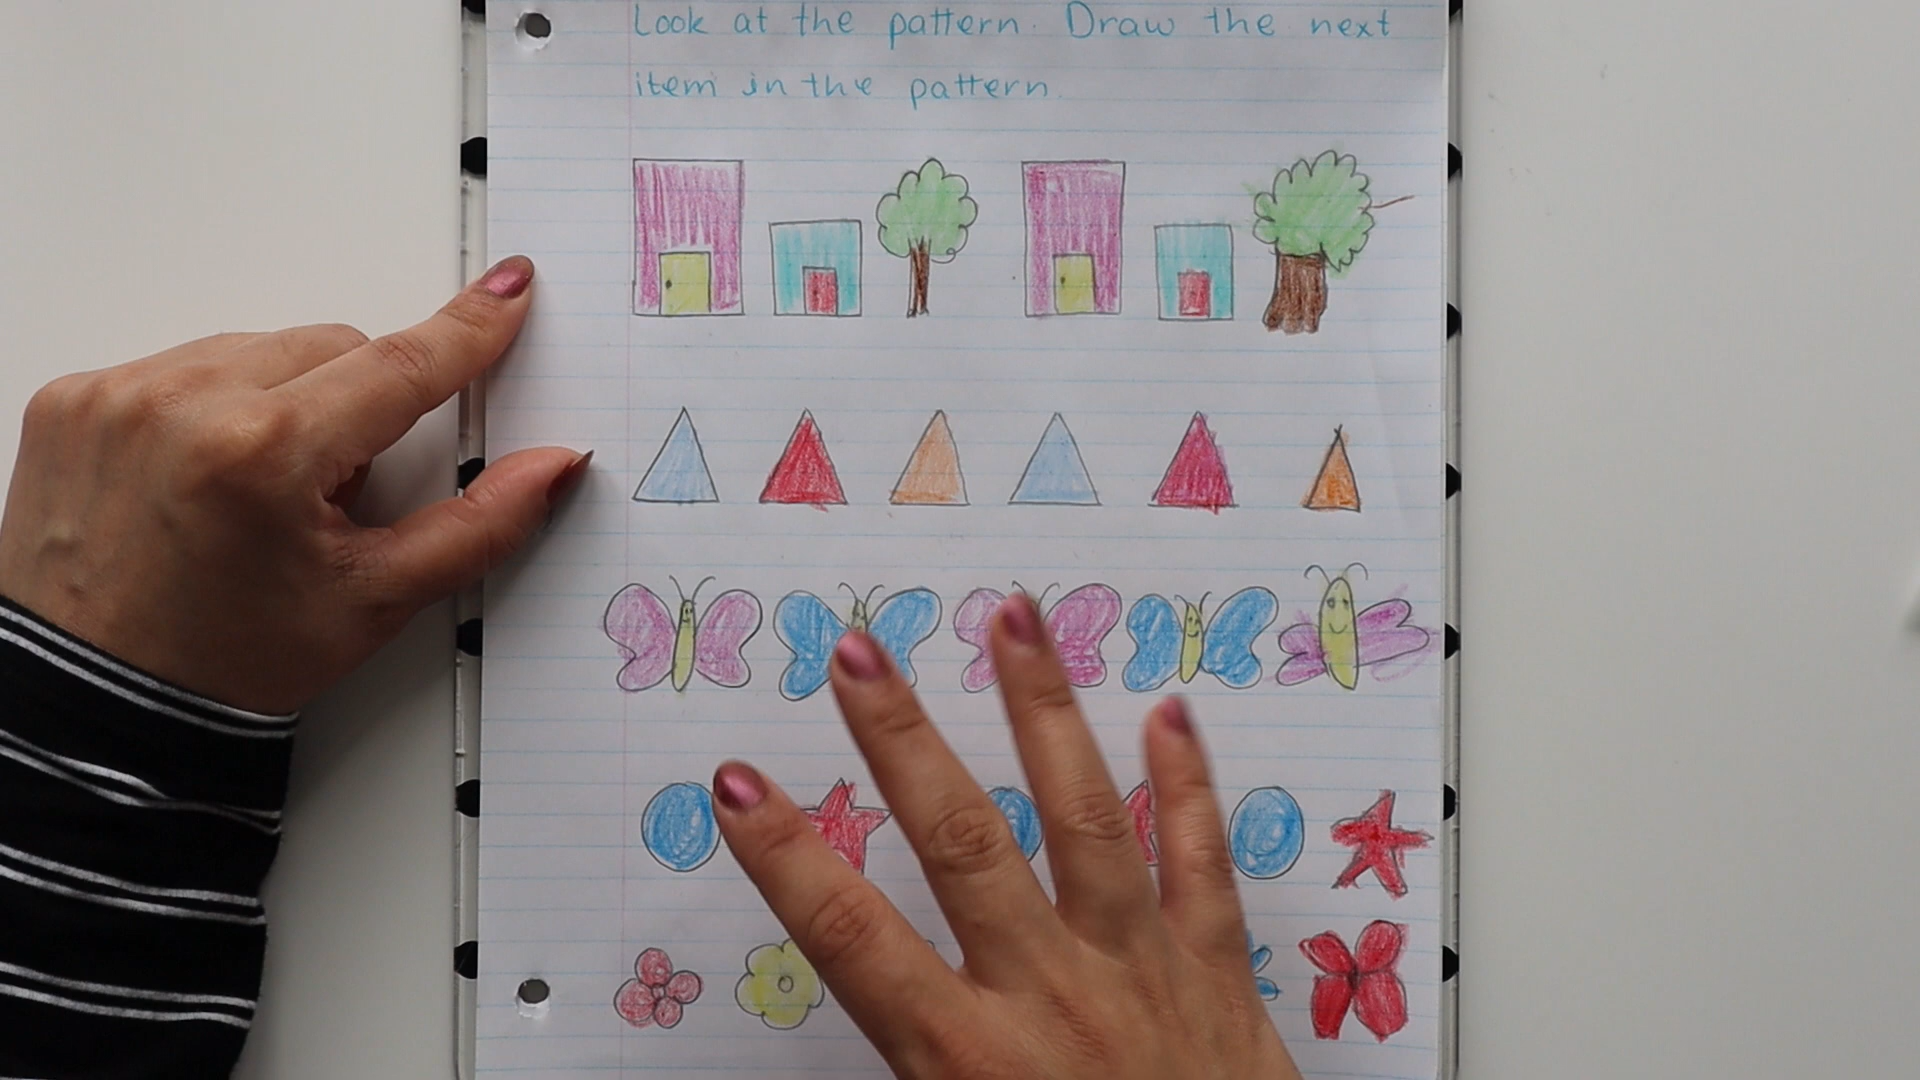 Look at the pattern. Draw the next
item in the pattern.